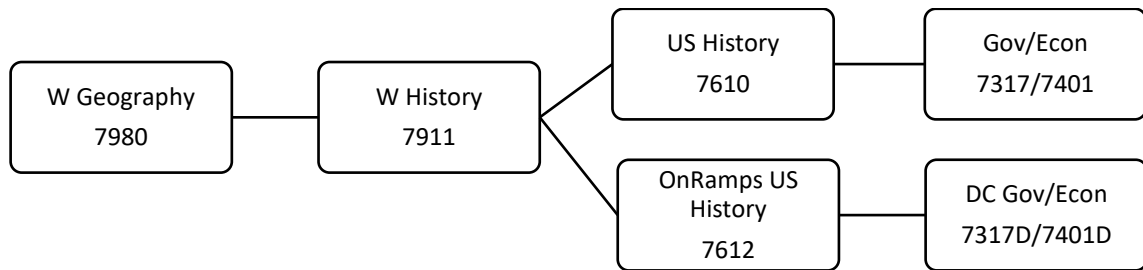 W Geography
7980
W History
7911
US History
7610
Gov/Econ
7317/7401
OnRamps US
History
7612
DC Gov/Econ
7317D/7401D